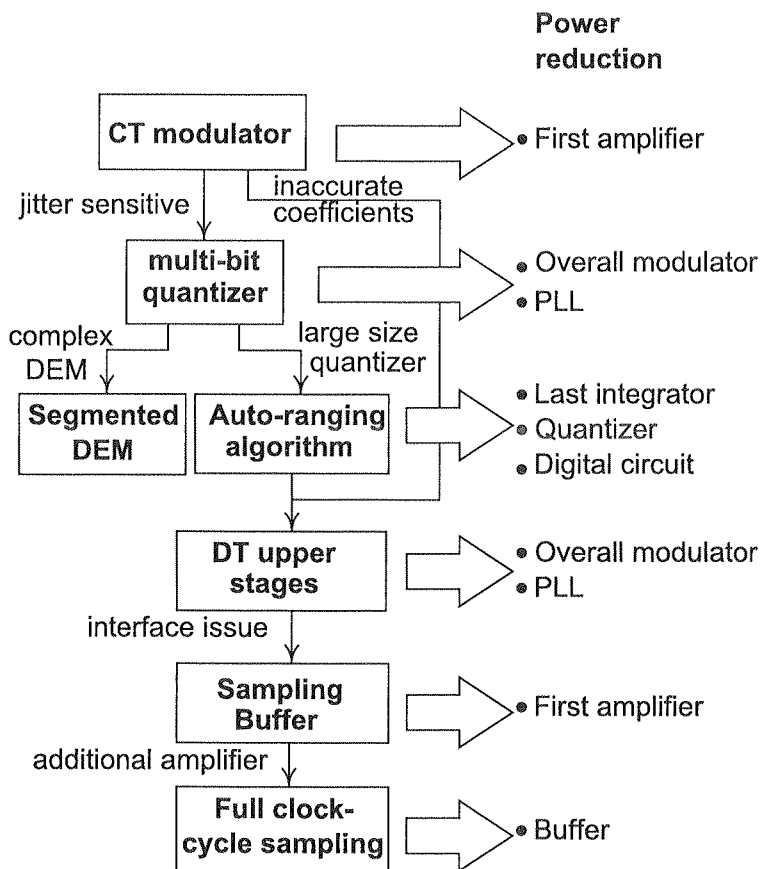 Power
reduction
CT modulator
• First amplifier
jitter sensitive
inaccurate
coefficients
multi-bit
quantizer
• Overall modulator
• PLL
complex
DEM
large size
quantizer
Segmented
DEM
Auto-ranging
algorithm
• Last integrator
• Quantizer
• Digital circuit
DT upper
stages
• Overall modulator
• PLL
interface issue
Sampling
Buffer
• First amplifier
additional amplifier
Full clock-
cycle sampling
• Buffer